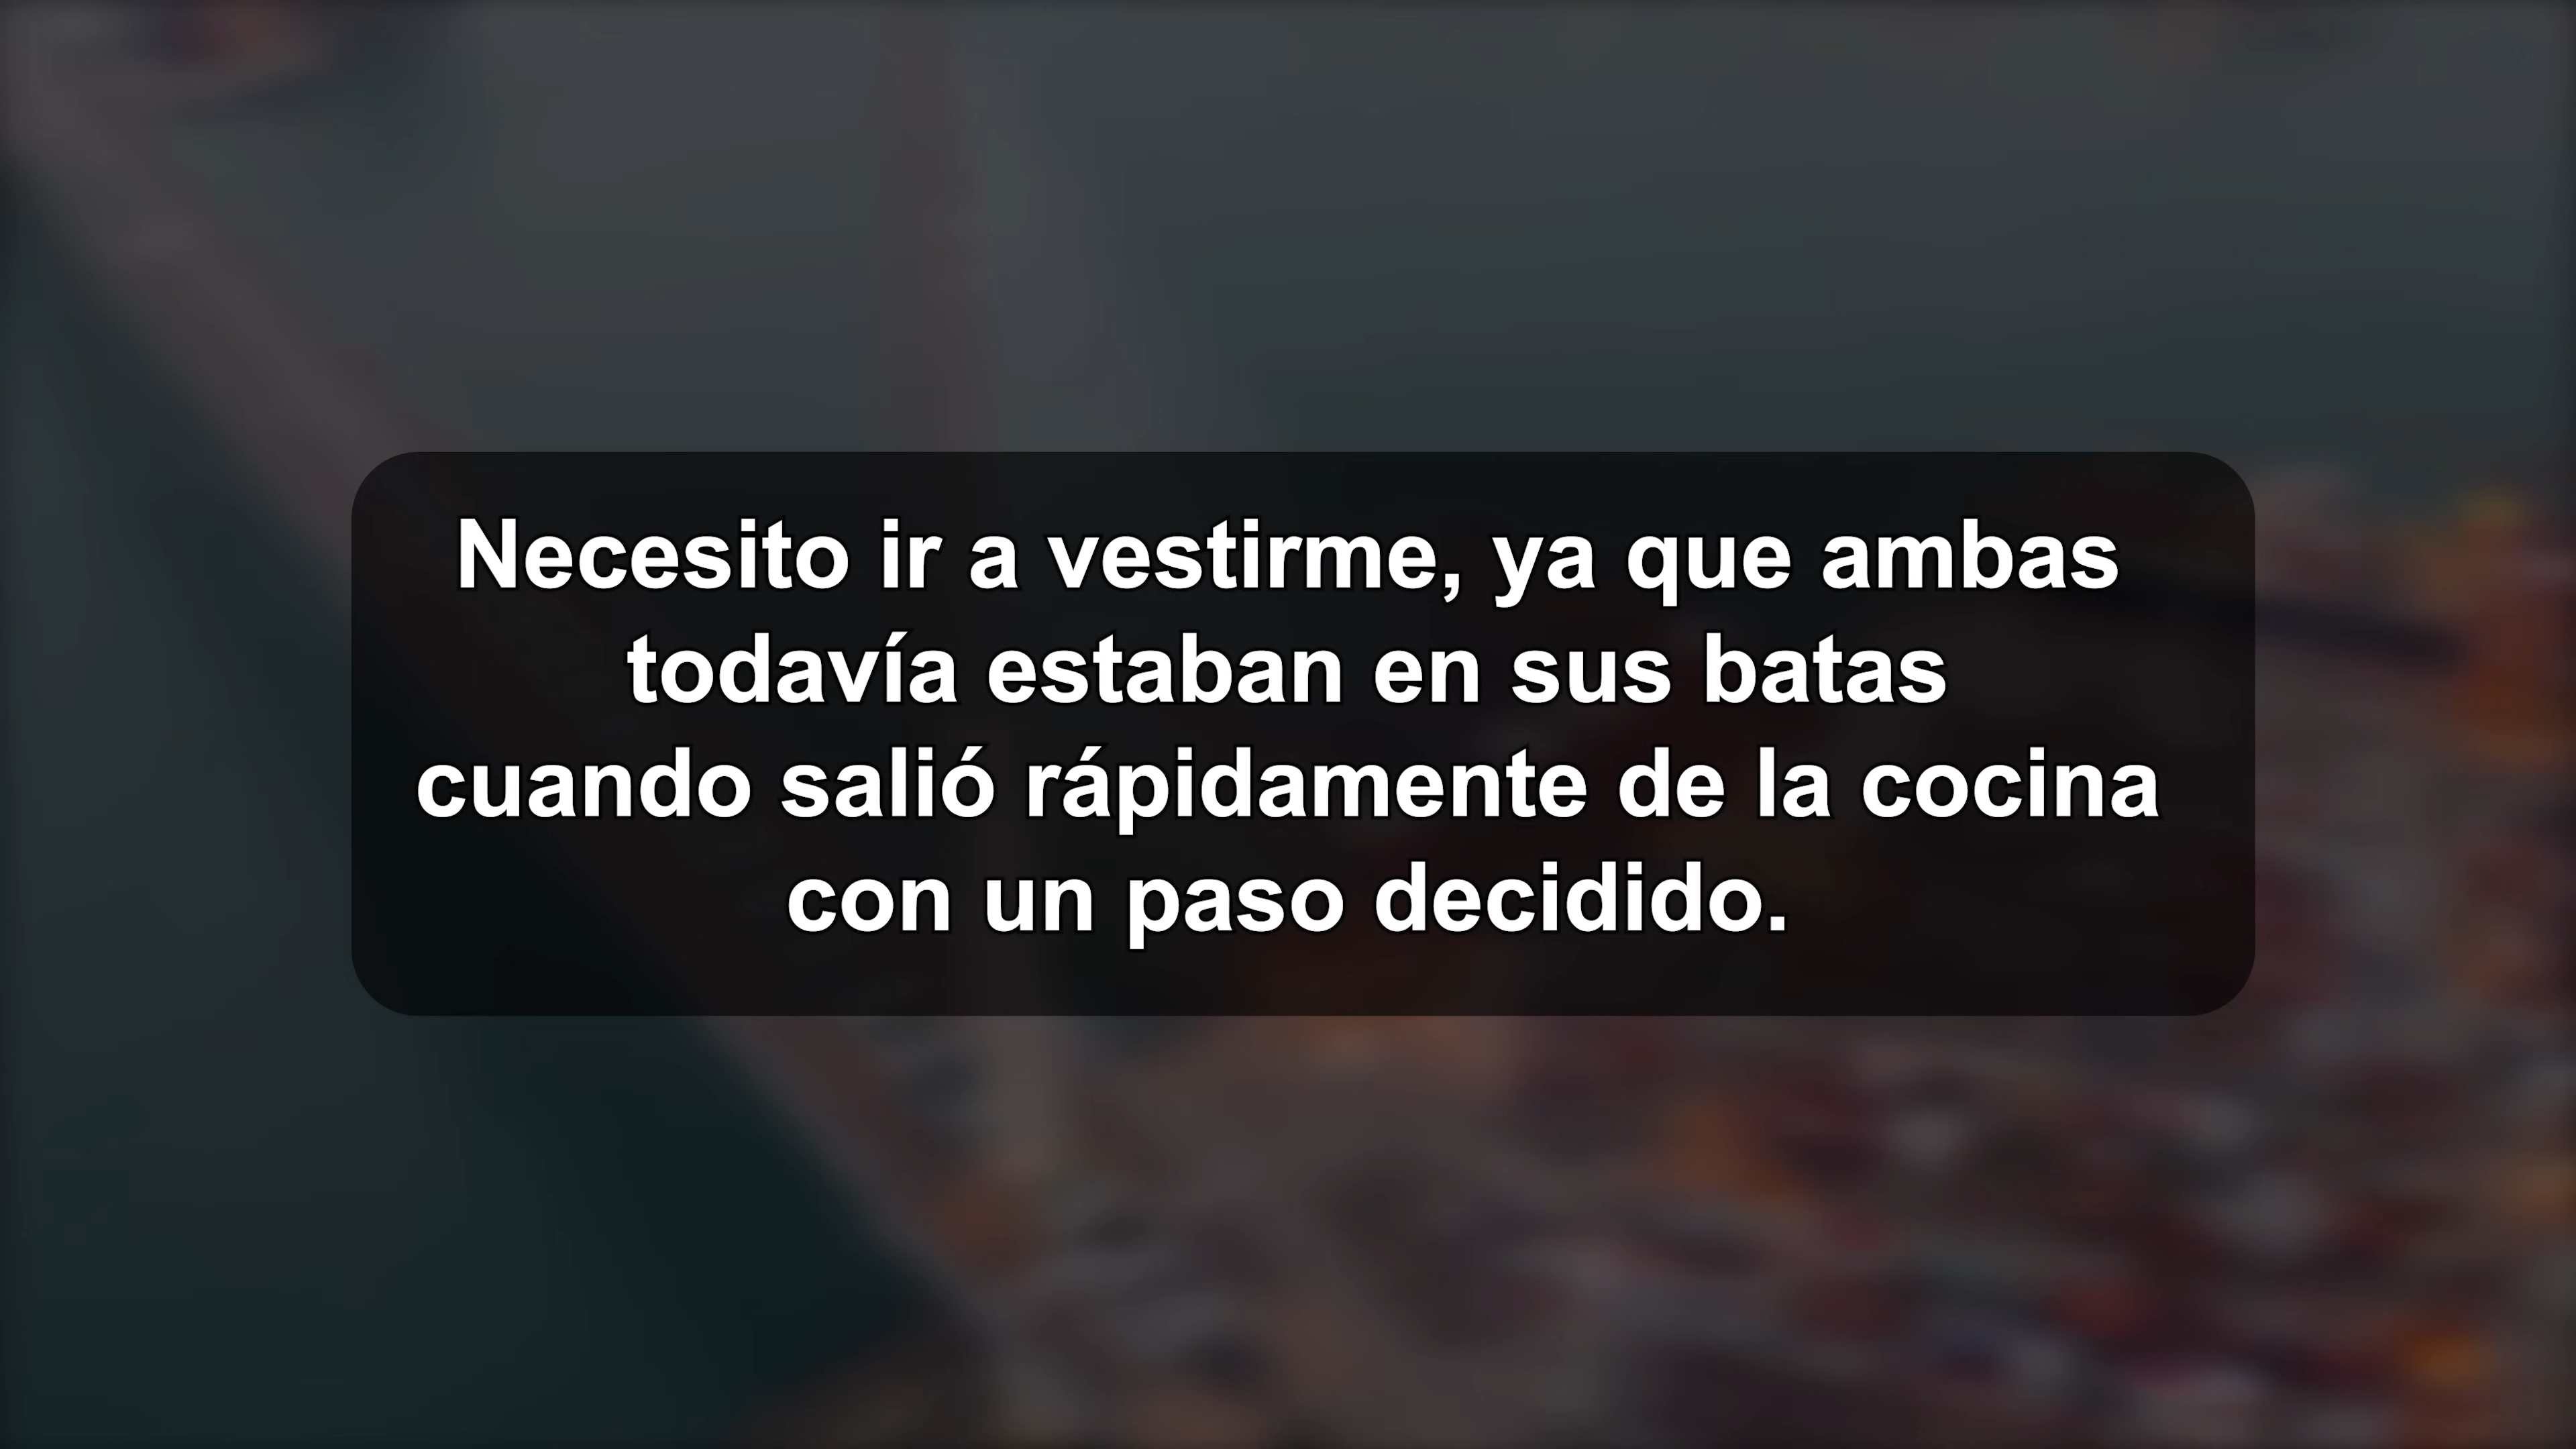 Necesito ir a vestirme, ya que ambas
todavía estaban en sus batas
cuando salió rápidamente de la cocina
con un paso decidido.